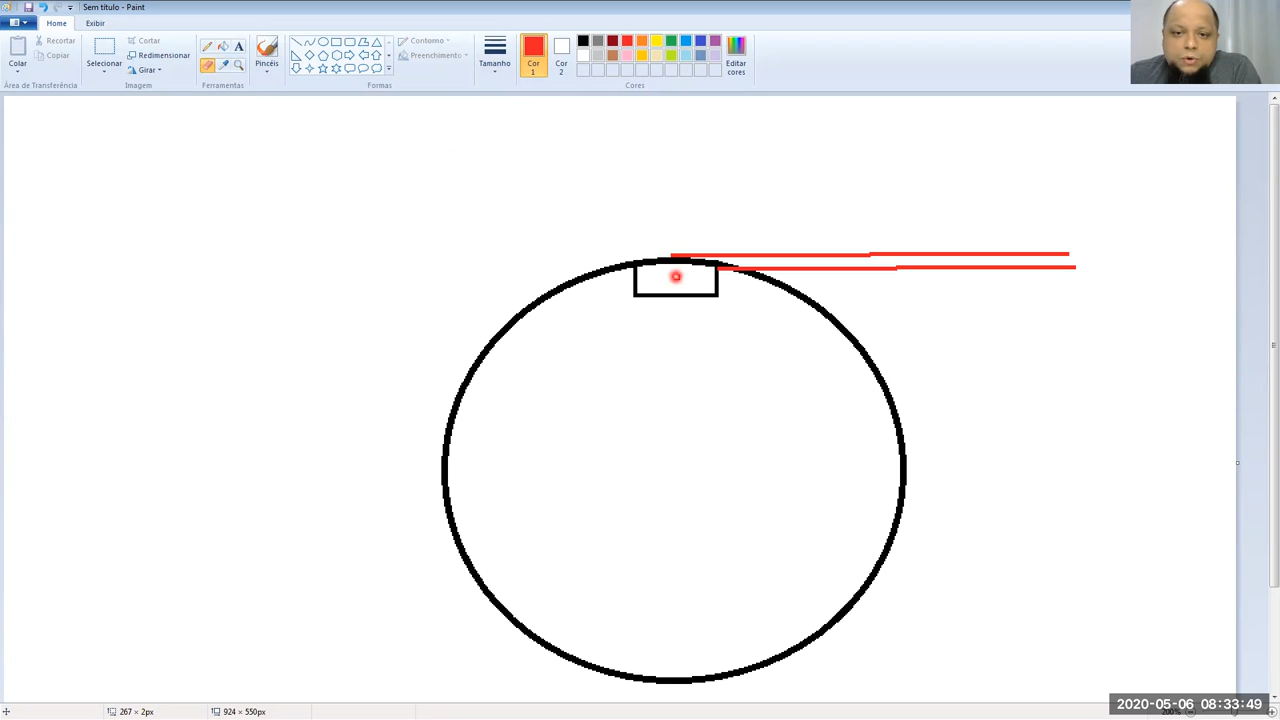 Sem título - Paint
Home
Exibir
Colar
Recortar
Copiar
Área de Transferência
Selecionar
Cortar
Redimensionar
Girar
Imagem
A
Ferramentas
Pincéis
Contorno
Preenchimento
Formas
Tamanho
Cor
1
Cor
2
Editar
cores
Cores
267 × 2px
924 × 550px
2020-05-06 08:33:49